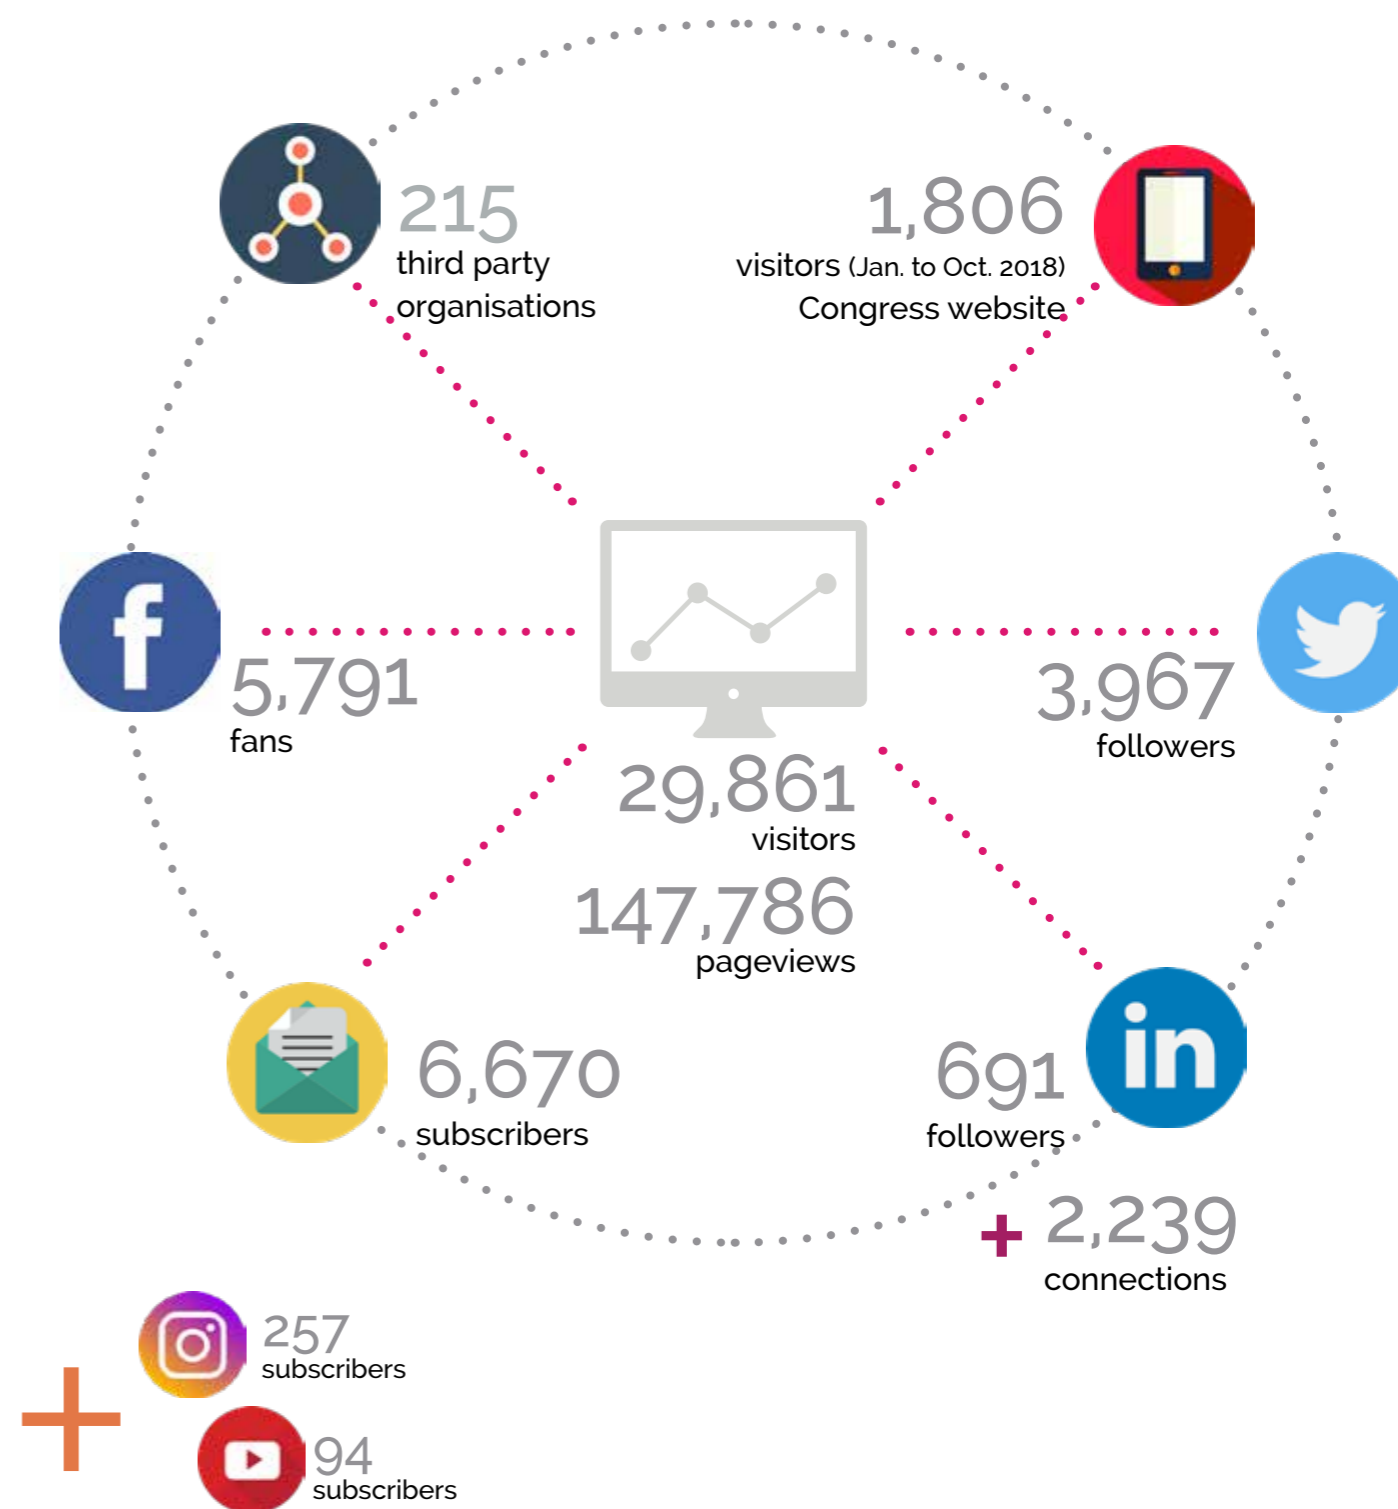 215
third party
organisations
1,806
visitors (Jan. to Oct. 2018)
Congress website
f
5,791
fans
3,967
followers
29,861
visitors
147,786
pageviews
6,670
subscribers
in
691
followers
+ 2,239
connections
+
257
subscribers
94
subscribers